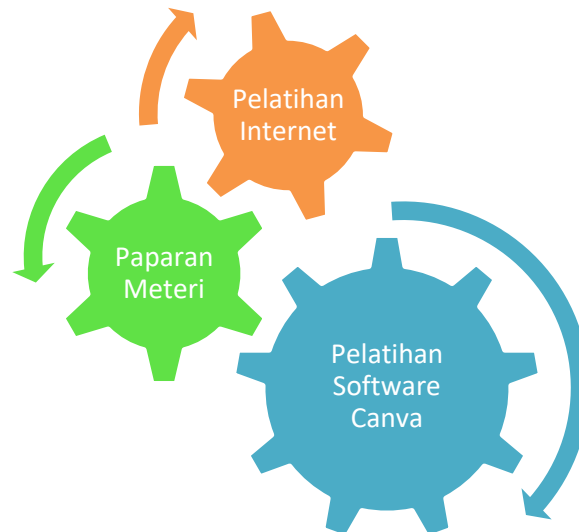 Pelatihan
Internet
Paparan
Meteri
Pelatihan
Software
Canva